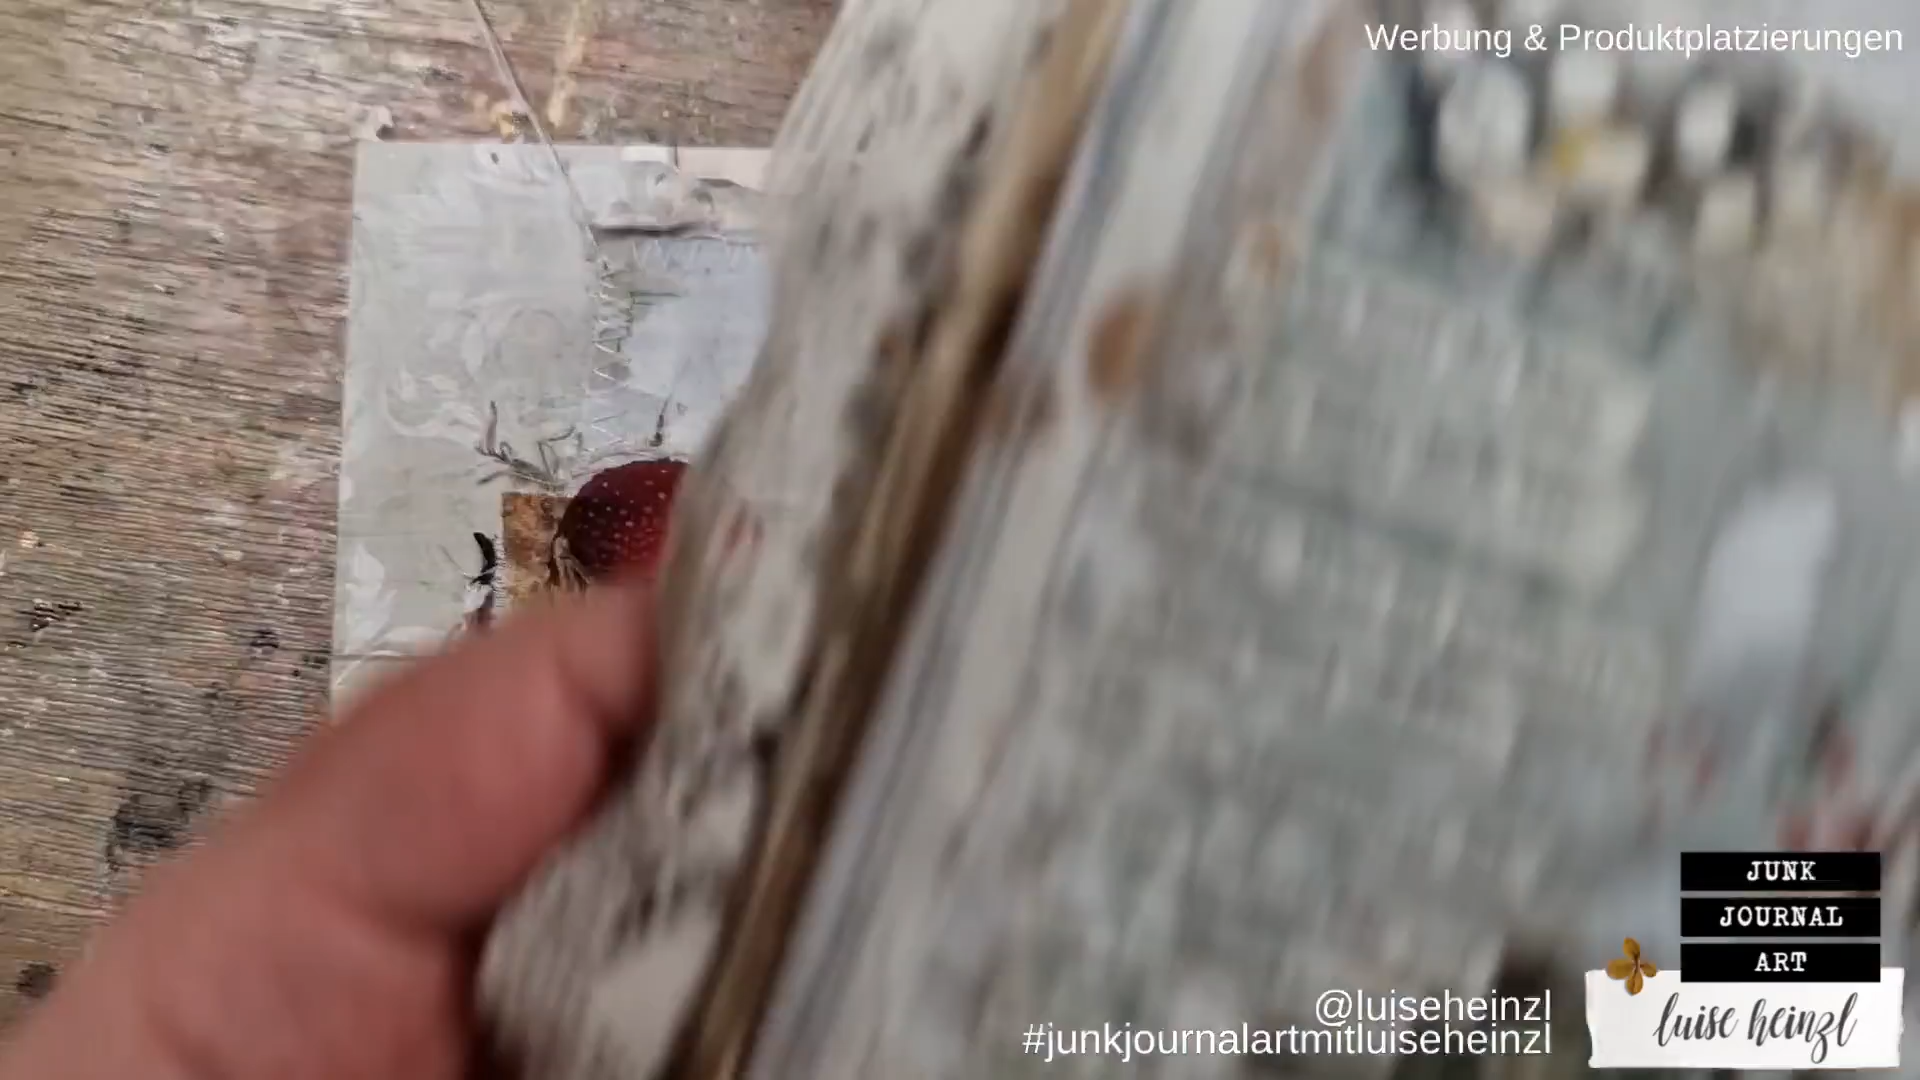 Werbung & Produktplatzierungen
JUNK
JOURNAL
ART
@luiseheinzl
#junkjournalartmitluiseheinzl
luise heinzl